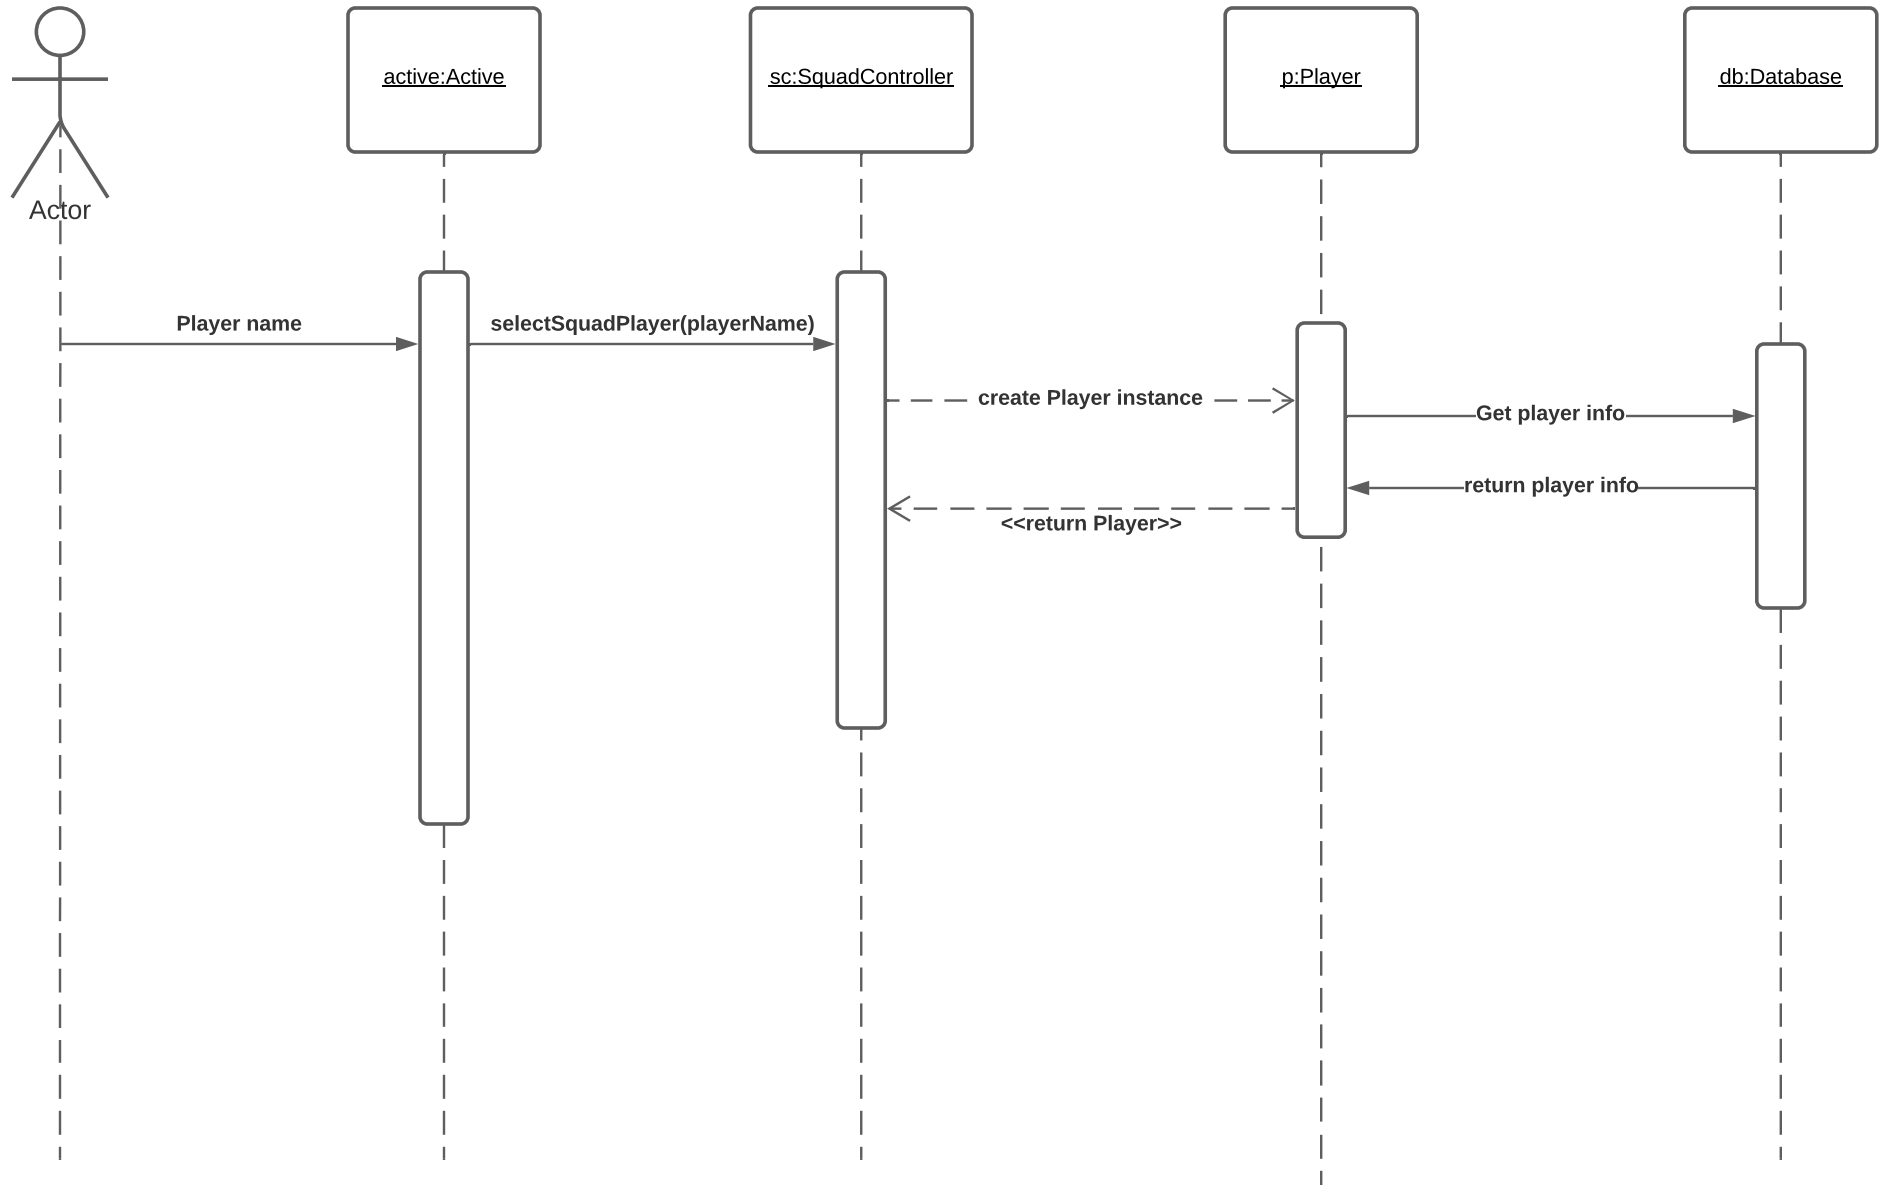 active:Active
sc:SquadController
p:Player
db:Database
Actor
Player name
selectSquadPlayer(playerName)
create Player instance
Get player info
return player info
<<return Player>>